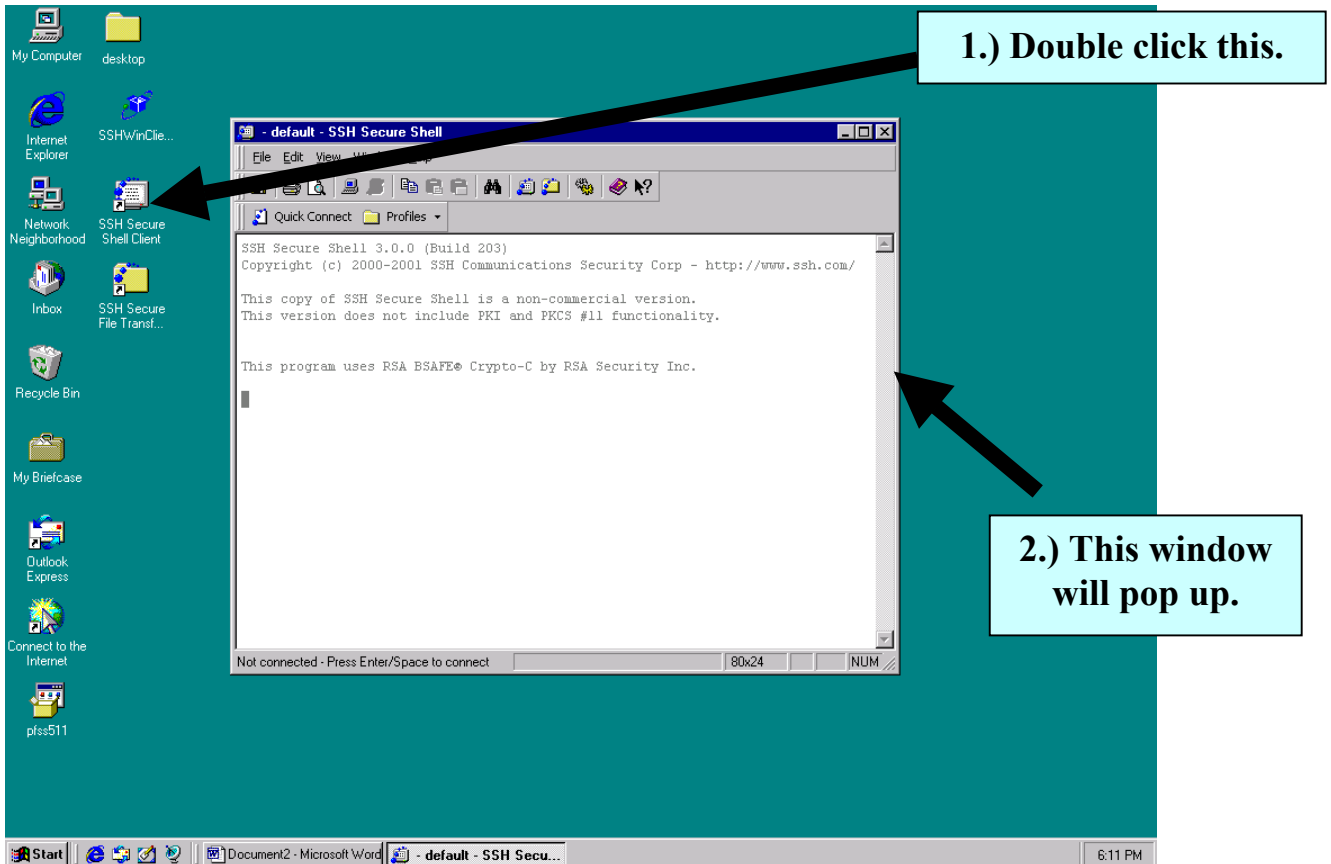 My Computer
desktop
1.) Double click this.
Internet
Explorer
SSHWinClie...
Network
Neighborhood
SSH Secure
Shell Client
Inbox
SSH Secure
File Transf...
Recycle Bin
My Briefcase
Outlook
Express
Connect to the
Internet
pfss511
- default - SSH Secure Shell
File Edit View
Quick Connect Profiles
SSH Secure Shell 3.0.0 (Build 203)
Copyright (c) 2000-2001 SSH Communications Security Corp - http://www.ssh.com/
This copy of SSH Secure Shell is a non-commercial version.
This version does not include PKI and PKCS #11 functionality.
This program uses RSA BSAFE® Crypto-C by RSA Security Inc.
Not connected - Press Enter/Space to connect 80x24 NUM
2.) This window
will pop up.
Start Document2 - Microsoft Word - default - SSH Secu... 6:11 PM